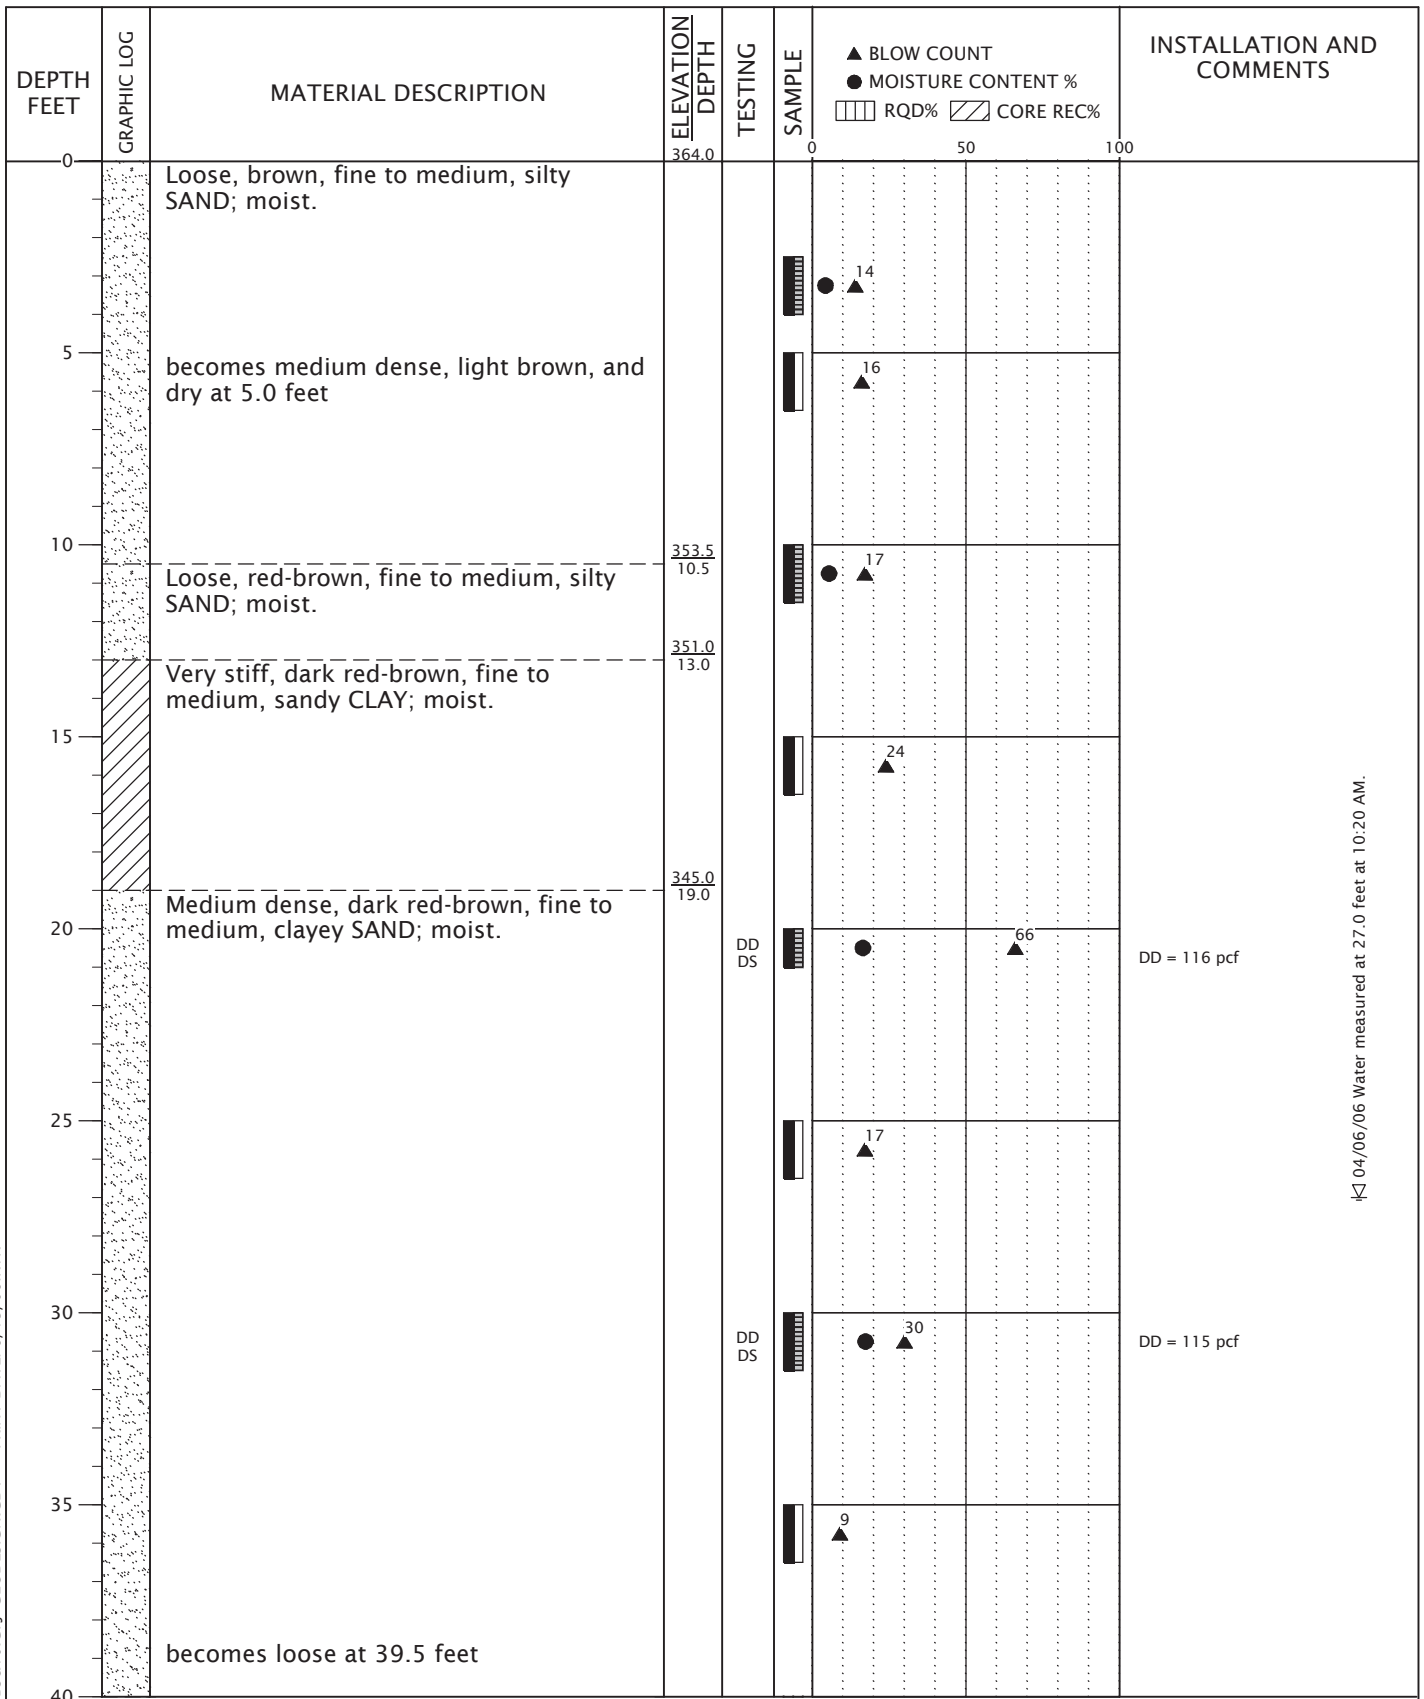 DEPTH
FEET
GRAPHIC LOG
MATERIAL DESCRIPTION
ELEVATION
DEPTH
TESTING
SAMPLE
▲ BLOW COUNT
● MOISTURE CONTENT %
RQD% CORE REC%
INSTALLATION AND
COMMENTS
0 50 100
364.0
0
Loose, brown, fine to medium, silty
SAND; moist.
14
5
becomes medium dense, light brown, and
dry at 5.0 feet
16
10
353.5
10.5
17
Loose, red-brown, fine to medium, silty
SAND; moist.
351.0
13.0
Very stiff, dark red-brown, fine to
medium, sandy CLAY; moist.
15
24
345.0
19.0
Medium dense, dark red-brown, fine to
medium, clayey SAND; moist.
20
DD
DS
66
DD = 116 pcf
25
17
04/06/06 Water measured at 27.0 feet at 10:20 AM.
30
DD
DS
30
DD = 115 pcf
35
9
becomes loose at 39.5 feet
40